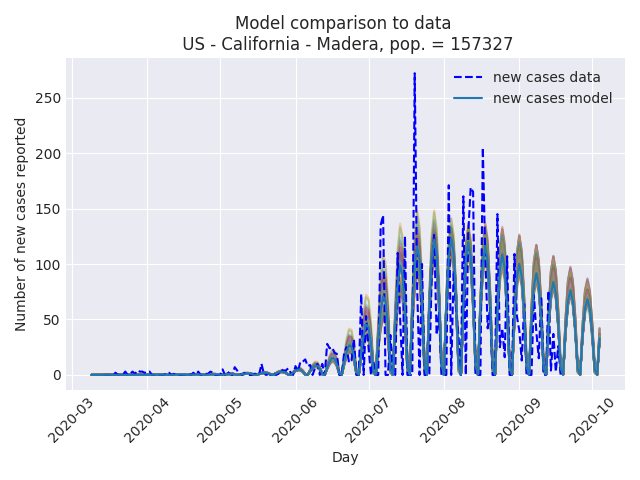 Model comparison to data
US - California - Madera, pop. = 157327
new cases data
new cases model
Number of new cases reported
250
200
150
100
50
0
2020-03
2020-04
2020-05
2020-06
2020-07
2020-08
2020-09
2020-10
Day